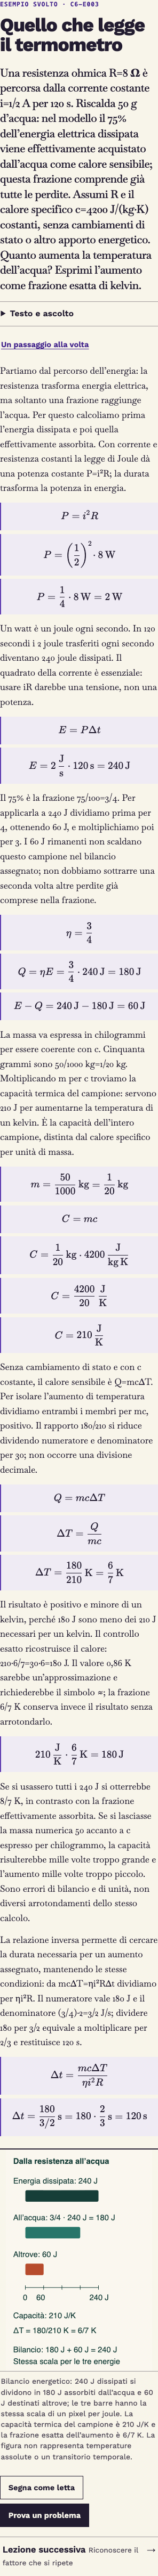 ESEMPIO SVOLTO · C6-E003
Quello che legge
il termometro
Una resistenza ohmica R=8 Ω è
percorsa dalla corrente costante
i=1/2 A per 120 s. Riscalda 50 g
d’acqua: nel modello il 75%
dell’energia elettrica dissipata
viene effettivamente acquistato
dall’acqua come calore sensibile;
questa frazione comprende già
tutte le perdite. Assumi R e il
calore specifico c=4200 J/(kg·K)
costanti, senza cambiamenti di
stato o altro apporto energetico.
Quanto aumenta la temperatura
dell’acqua? Esprimi l’aumento
come frazione esatta di kelvin.
▶ Testo e ascolto
Un passaggio alla volta
Partiamo dal percorso dell’energia: la
resistenza trasforma energia elettrica,
ma soltanto una frazione raggiunge
l’acqua. Per questo calcoliamo prima
l’energia dissipata e poi quella
effettivamente assorbita. Con corrente e
resistenza costanti la legge di Joule dà
una potenza costante P=i²R; la durata
trasforma la potenza in energia.
P = i²R
P = (1/2)² · 8 W
P = 1/4 · 8 W = 2 W
Un watt è un joule ogni secondo. In 120
secondi i 2 joule trasferiti ogni secondo
diventano 240 joule dissipati. Il
quadrato della corrente è essenziale:
usare iR darebbe una tensione, non una
potenza.
E = PΔt
E = 2 J/s · 120 s = 240 J
Il 75% è la frazione 75/100=3/4. Per
applicarla a 240 J dividiamo prima per
4, ottenendo 60 J, e moltiplichiamo poi
per 3. I 60 J rimanenti non scaldano
questo campione nel bilancio
assegnato; non dobbiamo sottrarre una
seconda volta altre perdite già
comprese nella frazione.
η = 3/4
Q = ηE = 3/4 · 240 J = 180 J
E − Q = 240 J − 180 J = 60 J
La massa va espressa in chilogrammi
per essere coerente con c. Cinquanta
grammi sono 50/1000 kg=1/20 kg.
Moltiplicando m per c troviamo la
capacità termica del campione: servono
210 J per aumentarne la temperatura di
un kelvin. È la capacità dell’intero
campione, distinta dal calore specifico
per unità di massa.
m = 50/1000 kg = 1/20 kg
C = mc
C = 1/20 kg · 4200 J/(kg K)
C = 4200/20 J/K
C = 210 J/K
Senza cambiamento di stato e con c
costante, il calore sensibile è Q=mcΔT.
Per isolare l’aumento di temperatura
dividiamo entrambi i membri per mc,
positivo. Il rapporto 180/210 si riduce
dividendo numeratore e denominatore
per 30; non occorre una divisione
decimale.
Q = mcΔT
ΔT = Q/mc
ΔT = 180/210 K = 6/7 K
Il risultato è positivo e minore di un
kelvin, perché 180 J sono meno dei 210 J
necessari per un kelvin. Il controllo
esatto ricostruisce il calore:
210·6/7=30·6=180 J. Il valore 0,86 K
sarebbe un’approssimazione e
richiederebbe il simbolo ≈; la frazione
6/7 K conserva invece il risultato senza
arrotondarlo.
210 J/K · 6/7 K = 180 J
Se si usassero tutti i 240 J si otterrebbe
8/7 K, in contrasto con la frazione
effettivamente assorbita. Se si lasciasse
la massa numerica 50 accanto a c
espresso per chilogrammo, la capacità
risulterebbe mille volte troppo grande e
l’aumento mille volte troppo piccolo.
Sono errori di bilancio e di unità, non
diversi arrotondamenti dello stesso
calcolo.
La relazione inversa permette di cercare
la durata necessaria per un aumento
assegnato, mantenendo le stesse
condizioni: da mcΔT=ηi²RΔt dividiamo
per ηi²R. Il numeratore vale 180 J e il
denominatore (3/4)·2=3/2 J/s; dividere
180 per 3/2 equivale a moltiplicare per
2/3 e restituisce 120 s.
Δt = mcΔT/ηi²R
Δt = 180/(3/2) s = 180 · 2/3 s = 120 s
Dalla resistenza all’acqua
Energia dissipata: 240 J
All’acqua: 3/4 · 240 J = 180 J
Altrove: 60 J
0 60 240 J
Capacità: 210 J/K
ΔT = 180/210 K = 6/7 K
Bilancio: 180 J + 60 J = 240 J
Stessa scala per le tre energie
Bilancio energetico: 240 J dissipati si
dividono in 180 J assorbiti dall’acqua e 60
J destinati altrove; le tre barre hanno la
stessa scala di un pixel per joule. La
capacità termica del campione è 210 J/K e
la frazione esatta dell’aumento è 6/7 K. La
figura non rappresenta temperature
assolute o un transitorio temporale.
Segna come letta
Prova un problema
Lezione successiva Riconoscere il →
fattore che si ripete